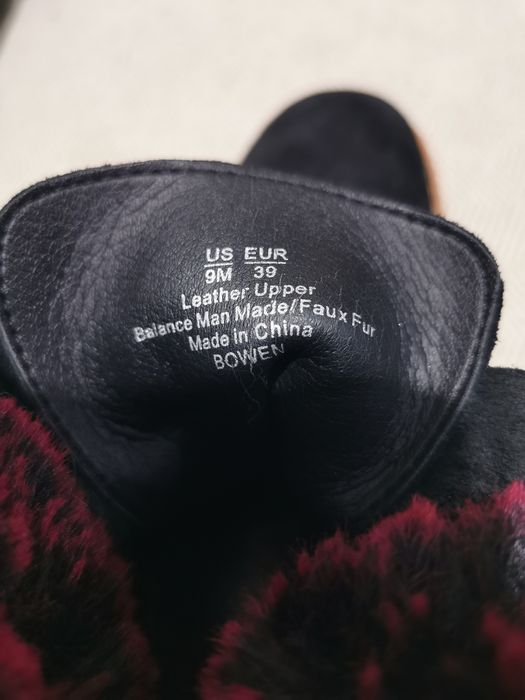 US EUR
9M 39
Leather Upper
Balance Man Made/Faux Fur
Made in China
BOWEN